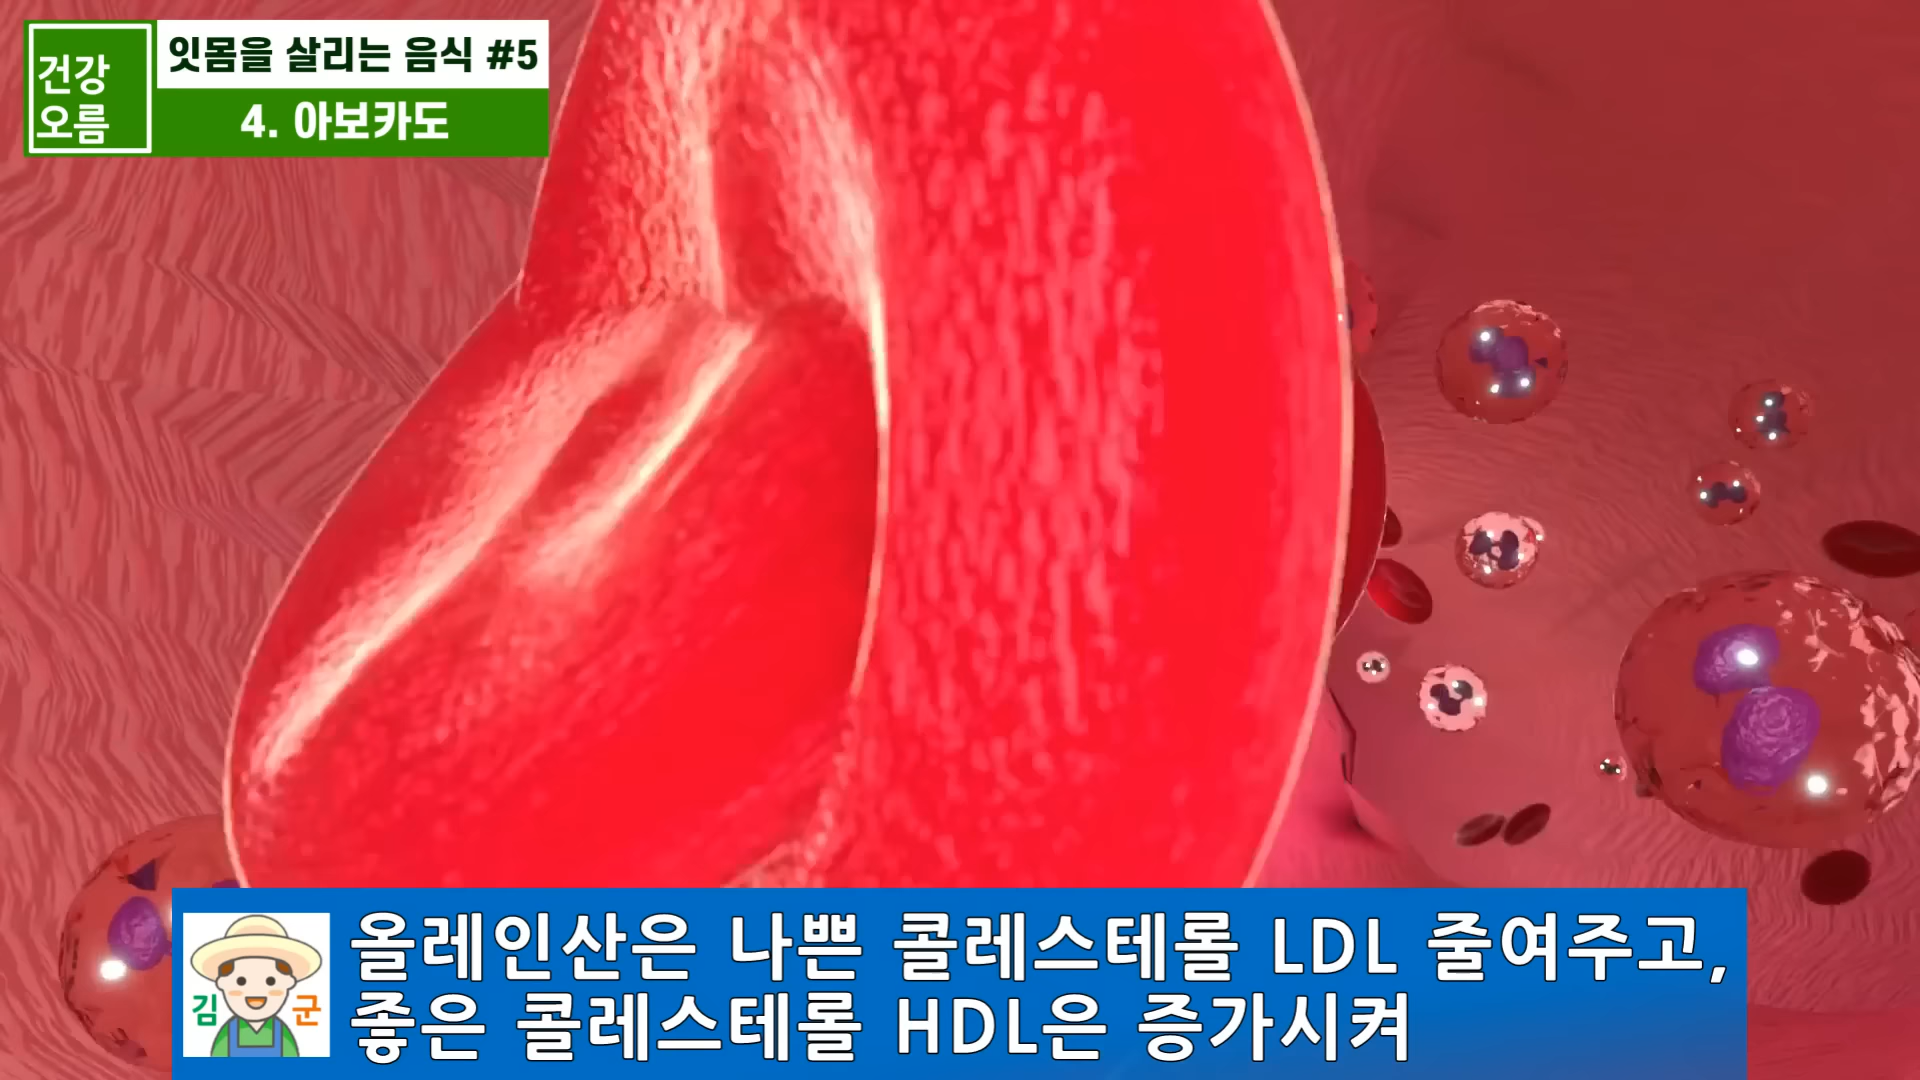 건강
오름
잇몸을 살리는 음식 #5
4. 아보카도
김 군
올레인산은 나쁜 콜레스테롤 LDL 줄여주고,
좋은 콜레스테롤 HDL은 증가시켜